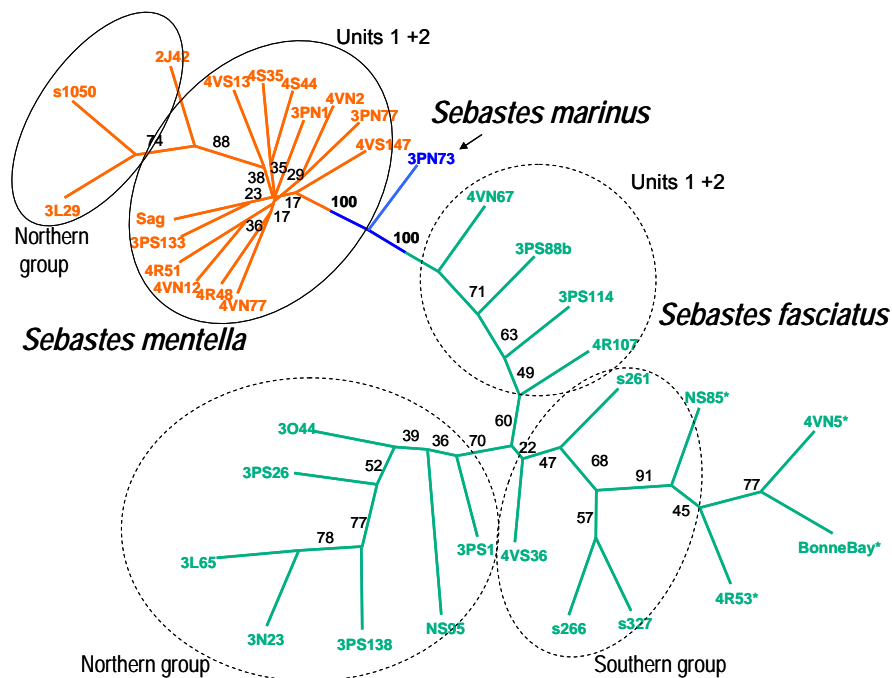 Units 1 +2
2J42
s1050
4VS13
4S35
4S44
3PN1
4VN2
3PN77
4VS147
Sebastes marinus
3PN73
74
88
35
29
38
23
17
17
36
100
100
3L29
Sag
3PS133
4R51
4VN12
4R48
4VN77
Northern
group
Sebastes mentella
Units 1 +2
4VN67
3PS88b
71
3PS114
63
4R107
49
Sebastes fasciatus
s261
NS85*
4VN5*
60
22
47
68
91
77
45
57
3O44
39
36
70
52
3PS26
77
78
3L65
3PS1
4VS36
BonneBay*
4R53*
3N23
3PS138
NS95
s266
s327
Northern group
Southern group